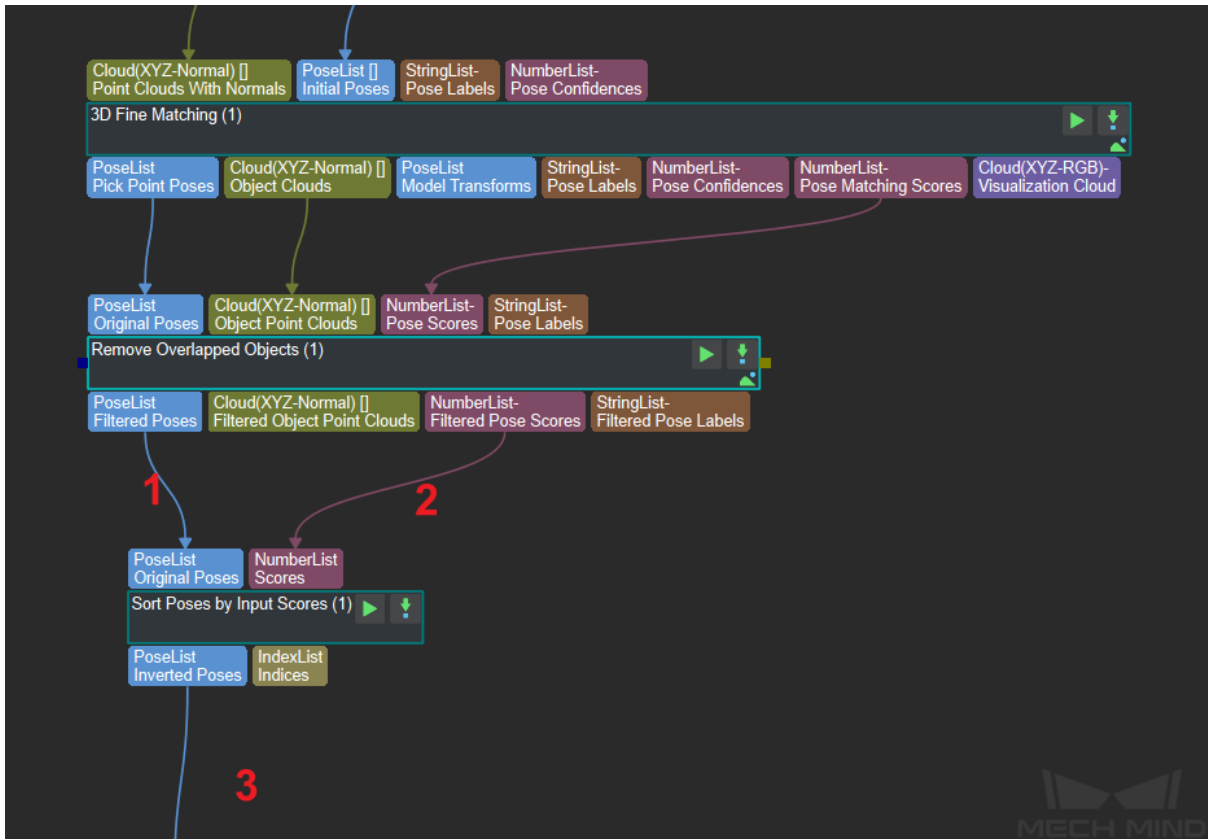 Cloud(XYZ-Normal) []
Point Clouds With Normals
PoseList []
Initial Poses
StringList-
Pose Labels
NumberList-
Pose Confidences
3D Fine Matching (1)
PoseList
Pick Point Poses
Cloud(XYZ-Normal) []
Object Clouds
PoseList
Model Transforms
StringList-
Pose Labels
NumberList-
Pose Confidences
NumberList-
Pose Matching Scores
Cloud(XYZ-RGB)-
Visualization Cloud
PoseList
Original Poses
Cloud(XYZ-Normal) []
Object Point Clouds
NumberList-
Pose Scores
StringList-
Pose Labels
Remove Overlapped Objects (1)
PoseList
Filtered Poses
Cloud(XYZ-Normal) []
Filtered Object Point Clouds
NumberList-
Filtered Pose Scores
StringList-
Filtered Pose Labels
1
2
PoseList
Original Poses
NumberList
Scores
Sort Poses by Input Scores (1)
PoseList
Inverted Poses
IndexList
Indices
3
MECH MIND